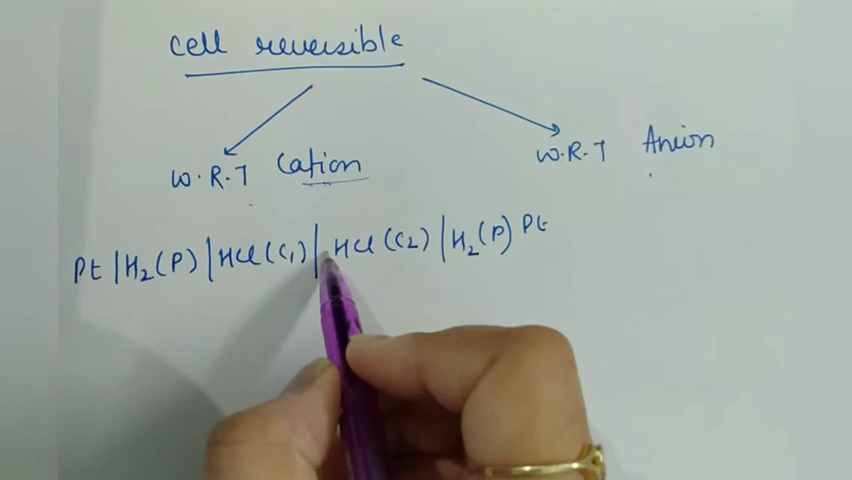 cell reversible
W.R.T Cation
W.R.T Anion
Pt | H₂(P) | HCl(C₁) | HCl(C₂) | H₂(P) Pt